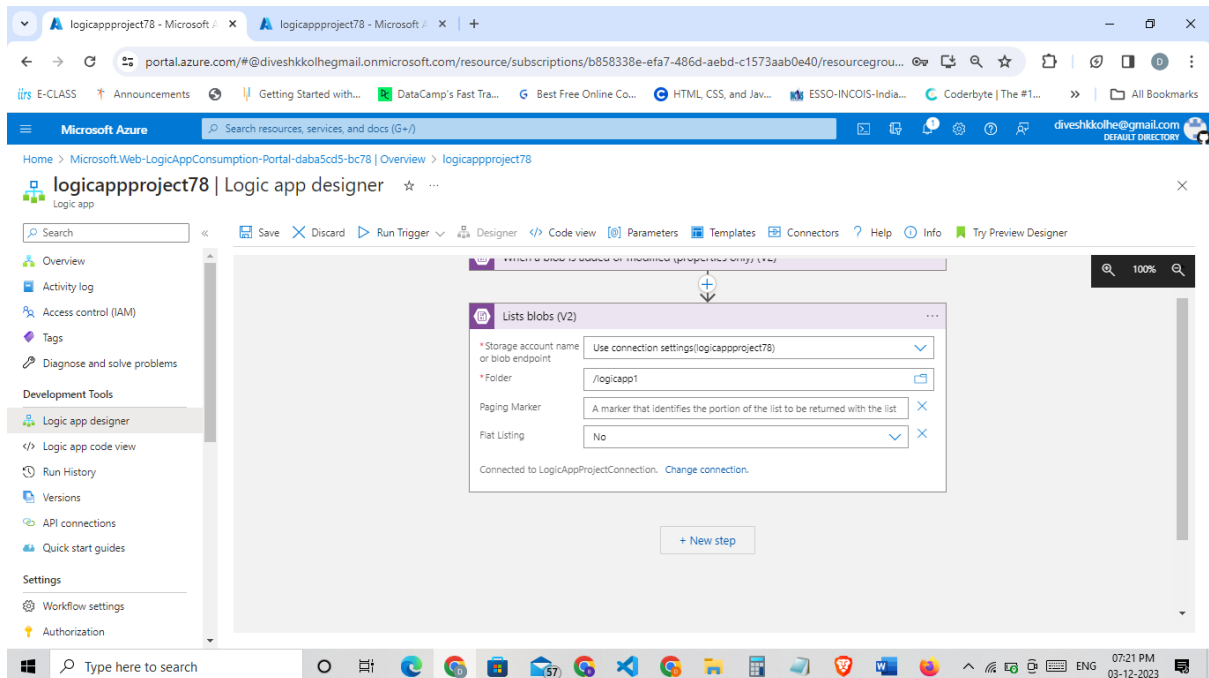 logicappproject78 - Microsoft A
logicappproject78 - Microsoft A
portal.azure.com/#@diveshkkolhegmail.onmicrosoft.com/resource/subscriptions/b858338e-efa7-486d-aebd-c1573aab0e40/resourcegrou...
D
iirs E-CLASS
Announcements
Getting Started with...
DataCamp's Fast Tra...
Best Free Online Co...
HTML, CSS, and Jav...
ESSO-INCOIS-India...
Coderbyte | The #1...
All Bookmarks
Microsoft Azure
Search resources, services, and docs (G+/)
1
diveshkkolhe@gmail.com
DEFAULT DIRECTORY
Home > Microsoft.Web-LogicAppConsumption-Portal-daba5cd5-bc78 | Overview > logicappproject78
logicappproject78 | Logic app designer
Logic app
Search
Save
Discard
Run Trigger
Designer
Code view
Parameters
Templates
Connectors
Help
Info
Try Preview Designer
Overview
Activity log
Access control (IAM)
Tags
Diagnose and solve problems
Development Tools
Logic app designer
Logic app code view
Run History
Versions
API connections
Quick start guides
Settings
Workflow settings
Authorization
When a blob is added or modified (properties only) (V2)
100%
Lists blobs (V2)
* Storage account name
or blob endpoint
Use connection settings(logicappproject78)
* Folder
/logicapp1
Paging Marker
A marker that identifies the portion of the list to be returned with the list
Flat Listing
No
Connected to LogicAppProjectConnection. Change connection.
+ New step
Type here to search
57
ENG
07:21 PM
03-12-2023